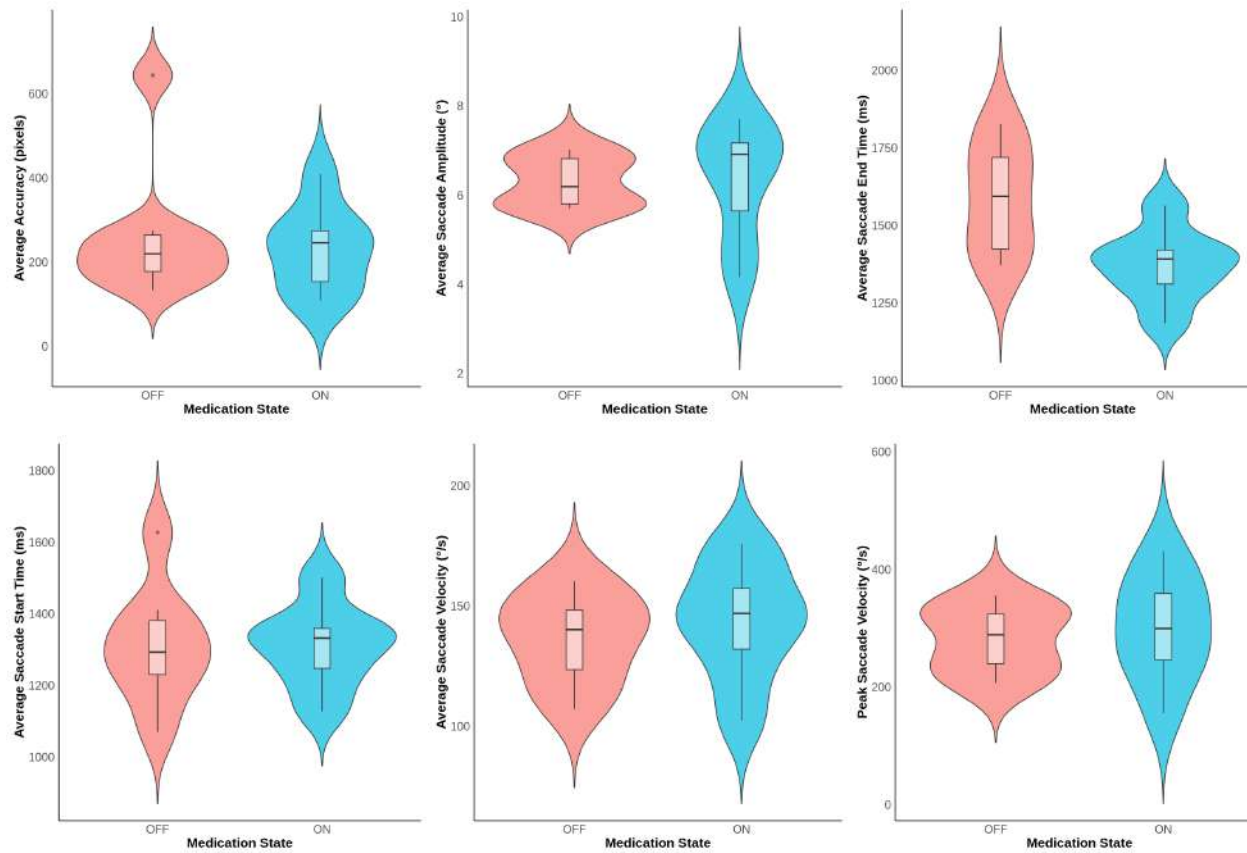 Average Accuracy (pixels)
600
400
200
0
OFF
ON
Medication State
Average Saccade Amplitude (°)
10
8
6
4
2
OFF
ON
Medication State
Average Saccade End Time (ms)
2000
1750
1500
1250
1000
OFF
ON
Medication State
Average Saccade Start Time (ms)
1800
1600
1400
1200
1000
OFF
ON
Medication State
Average Saccade Velocity (°/s)
200
150
100
OFF
ON
Medication State
Peak Saccade Velocity (°/s)
600
400
200
0
OFF
ON
Medication State